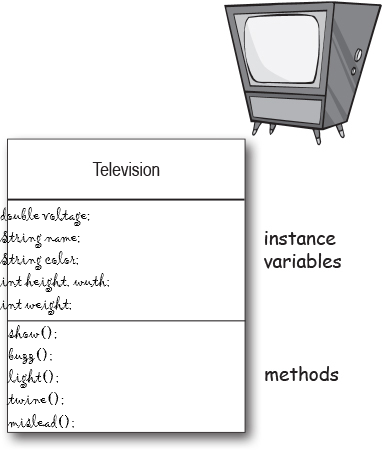 Television
double voltage;
String name;
String color;
int height, wuth;
int weight;
instance
variables
show();
buzz();
light();
twine();
mislead();
methods